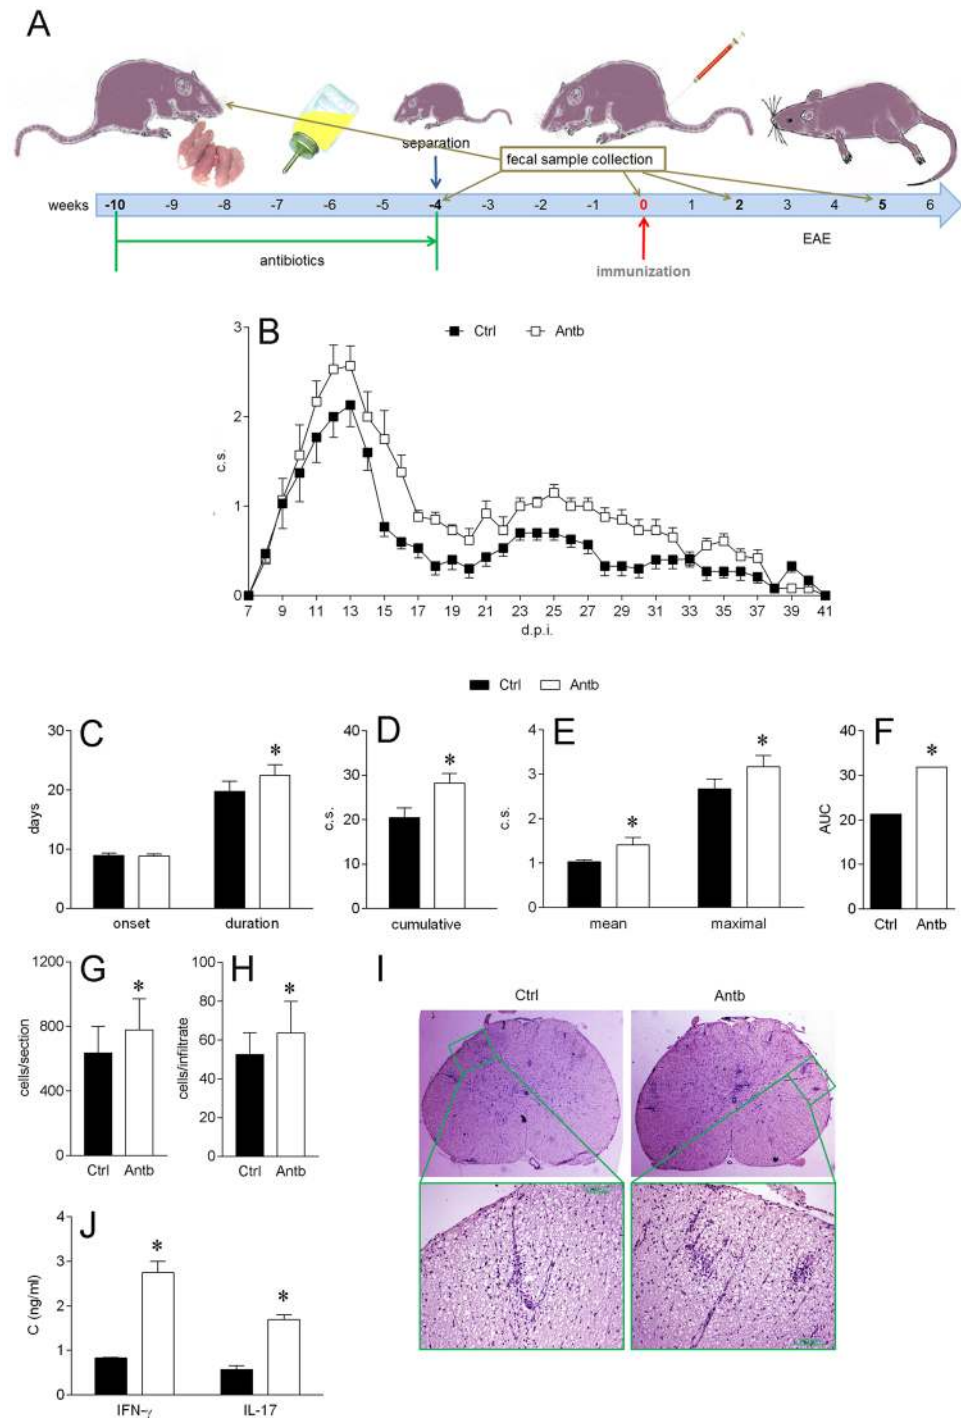 A
separation
fecal sample collection
weeks -10 -9 -8 -7 -6 -5 -4 -3 -2 -1 0 1 2 3 4 5 6
EAE
antibiotics
immunization
B
Ctrl Antb
3
2
1
0
c.s.
7 9 11 13 15 17 19 21 23 25 27 29 31 33 35 37 39 41
d.p.i.
Ctrl Antb
C
30
20
10
0
days
onset duration
D
40
30
20
10
0
c.s.
cumulative
E
4
3
2
1
0
c.s.
mean maximal
F
40
30
20
10
0
AUC
Ctrl Antb
*
*
*
*
*
G
1200
800
400
0
cells/section
Ctrl Antb
*
H
100
80
60
40
20
0
cells/infiltrate
Ctrl Antb
*
I
Ctrl Antb
J
4
3
2
1
0
C (ng/ml)
IFN-γ IL-17
*
*